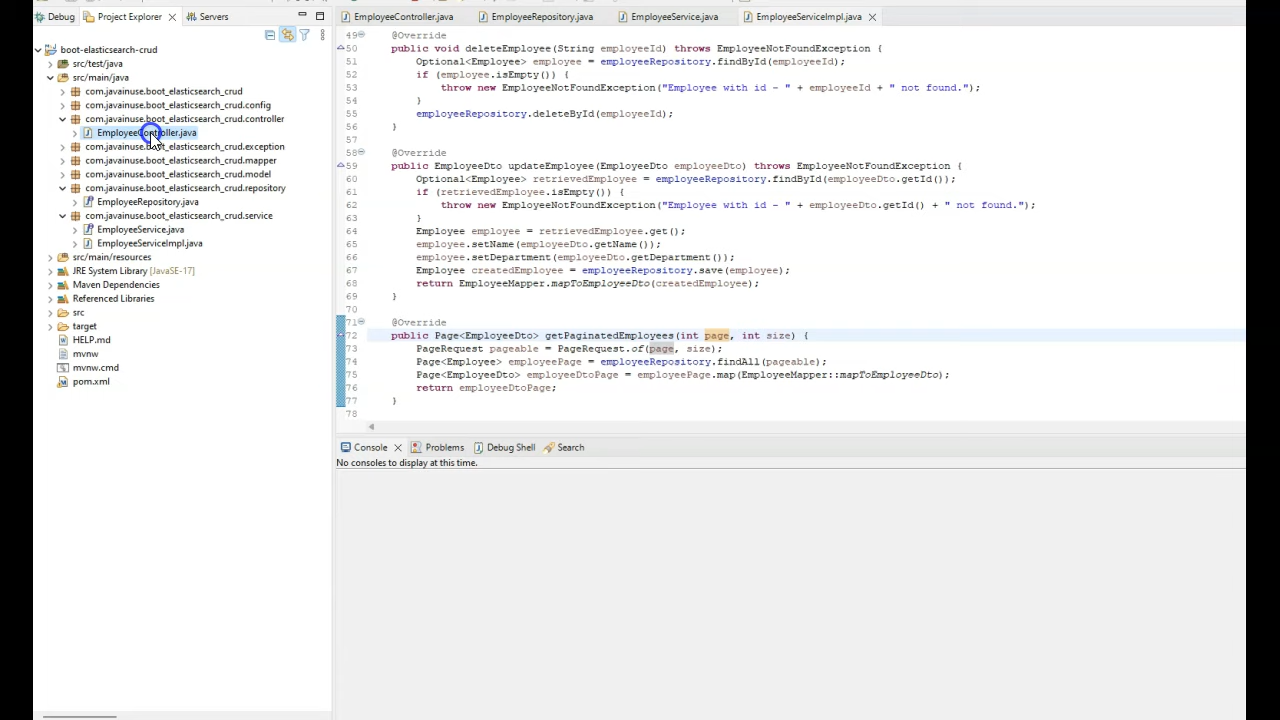 Debug
Project Explorer
Servers
boot-elasticsearch-crud
src/test/java
src/main/java
com.javainuse.boot_elasticsearch_crud
com.javainuse.boot_elasticsearch_crud.config
com.javainuse.boot_elasticsearch_crud.controller
EmployeeController.java
com.javainuse.boot_elasticsearch_crud.exception
com.javainuse.boot_elasticsearch_crud.mapper
com.javainuse.boot_elasticsearch_crud.model
com.javainuse.boot_elasticsearch_crud.repository
EmployeeRepository.java
com.javainuse.boot_elasticsearch_crud.service
EmployeeService.java
EmployeeServiceImpl.java
src/main/resources
JRE System Library [JavaSE-17]
Maven Dependencies
Referenced Libraries
src
target
HELP.md
mvnw
mvnw.cmd
pom.xml
EmployeeController.java
EmployeeRepository.java
EmployeeService.java
EmployeeServiceImpl.java
49 @Override
50 public void deleteEmployee(String employeeId) throws EmployeeNotFoundException {
51 Optional<Employee> employee = employeeRepository.findById(employeeId);
52 if (employee.isEmpty()) {
53 throw new EmployeeNotFoundException("Employee with id - " + employeeId + " not found.");
54 }
55 employeeRepository.deleteById(employeeId);
56 }
57
58 @Override
59 public EmployeeDto updateEmployee(EmployeeDto employeeDto) throws EmployeeNotFoundException {
60 Optional<Employee> retrievedEmployee = employeeRepository.findById(employeeDto.getId());
61 if (retrievedEmployee.isEmpty()) {
62 throw new EmployeeNotFoundException("Employee with id - " + employeeDto.getId() + " not found.");
63 }
64 Employee employee = retrievedEmployee.get();
65 employee.setName(employeeDto.getName());
66 employee.setDepartment(employeeDto.getDepartment());
67 Employee createdEmployee = employeeRepository.save(employee);
68 return EmployeeMapper.mapToEmployeeDto(createdEmployee);
69 }
70
71 @Override
72 public Page<EmployeeDto> getPaginatedEmployees(int page, int size) {
73 PageRequest pageable = PageRequest.of(page, size);
74 Page<Employee> employeePage = employeeRepository.findAll(pageable);
75 Page<EmployeeDto> employeeDtoPage = employeePage.map(EmployeeMapper::mapToEmployeeDto);
76 return employeeDtoPage;
77 }
78
Console
Problems
Debug Shell
Search
No consoles to display at this time.